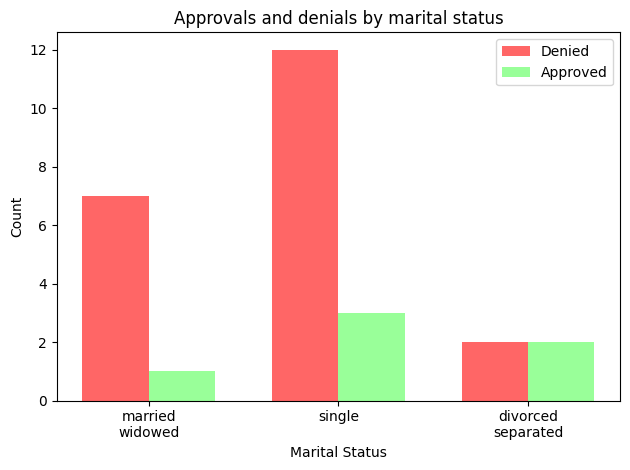 Approvals and denials by marital status
Denied
Approved
12
10
8
6
4
2
0
Count
married
widowed
single
divorced
separated
Marital Status